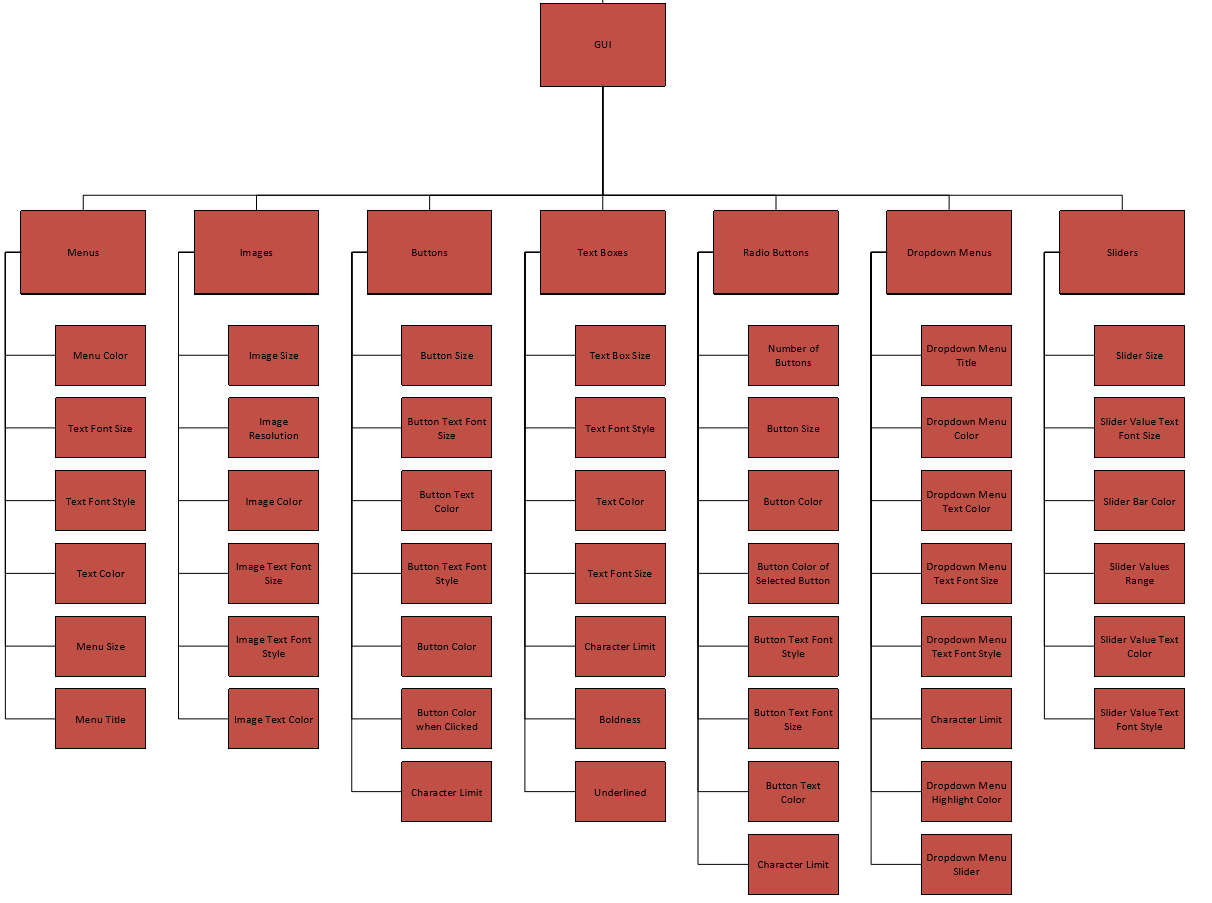 GUI
Menus
Images
Buttons
Text Boxes
Radio Buttons
Dropdown Menus
Sliders
Menu Color
Text Font Size
Text Font Style
Text Color
Menu Size
Menu Title
Image Size
Image
Resolution
Image Color
Image Text Font
Size
Image Text Font
Style
Image Text Color
Button Size
Button Text Font
Size
Button Text
Color
Button Text Font
Style
Button Color
Button Color
when Clicked
Character Limit
Text Box Size
Text Font Style
Text Color
Text Font Size
Character Limit
Boldness
Underlined
Number of
Buttons
Button Size
Button Color
Button Color of
Selected Button
Button Text Font
Style
Button Text Font
Size
Button Text
Color
Character Limit
Dropdown Menu
Title
Dropdown Menu
Color
Dropdown Menu
Text Color
Dropdown Menu
Text Font Size
Dropdown Menu
Text Font Style
Character Limit
Dropdown Menu
Highlight Color
Dropdown Menu
Slider
Slider Size
Slider Value Text
Font Size
Slider Bar Color
Slider Values
Range
Slider Value Text
Color
Slider Value Text
Font Style